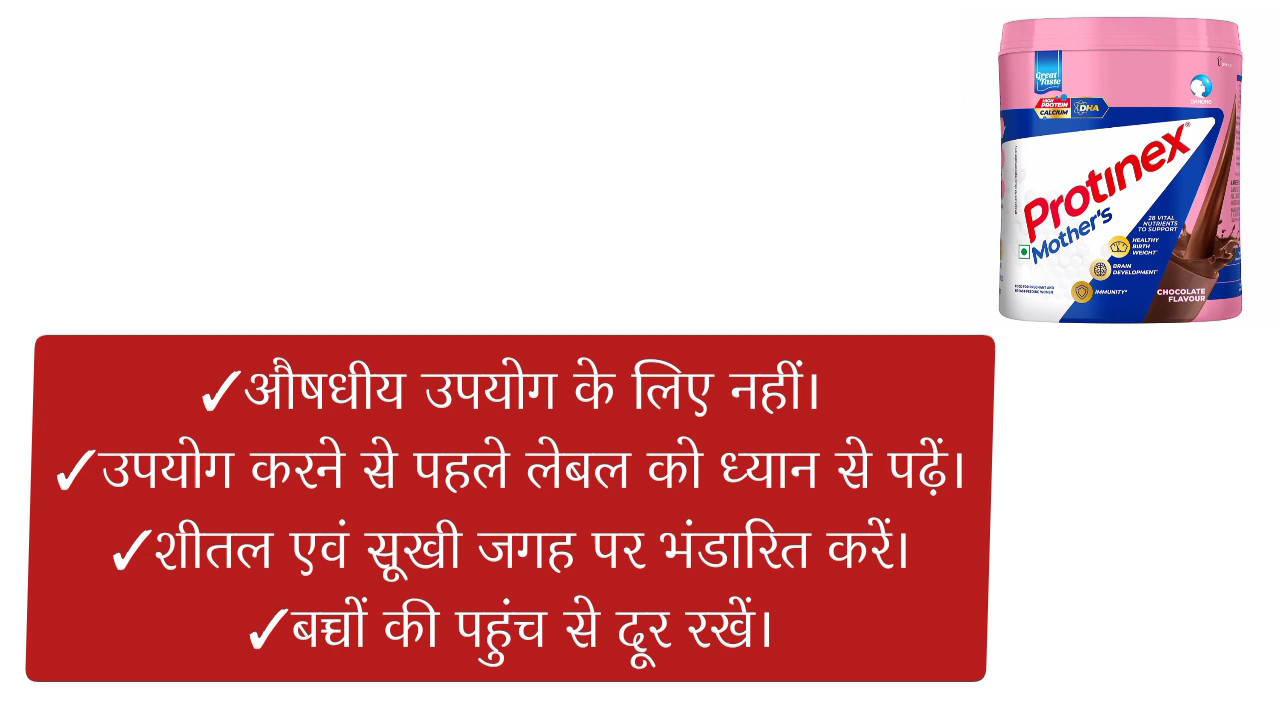 Great Taste
DANONE
HIGH PROTEIN
CALCIUM
DHA
Protinex®
Mother's
28 VITAL
NUTRIENTS
TO SUPPORT
HEALTHY
BIRTH
WEIGHT*
BRAIN
DEVELOPMENT*
IMMUNITY*
CHOCOLATE
FLAVOUR
✓औषधीय उपयोग के लिए नहीं।
✓उपयोग करने से पहले लेबल को ध्यान से पढ़ें।
✓शीतल एवं सूखी जगह पर भंडारित करें।
✓बच्चों की पहुंच से दूर रखें।